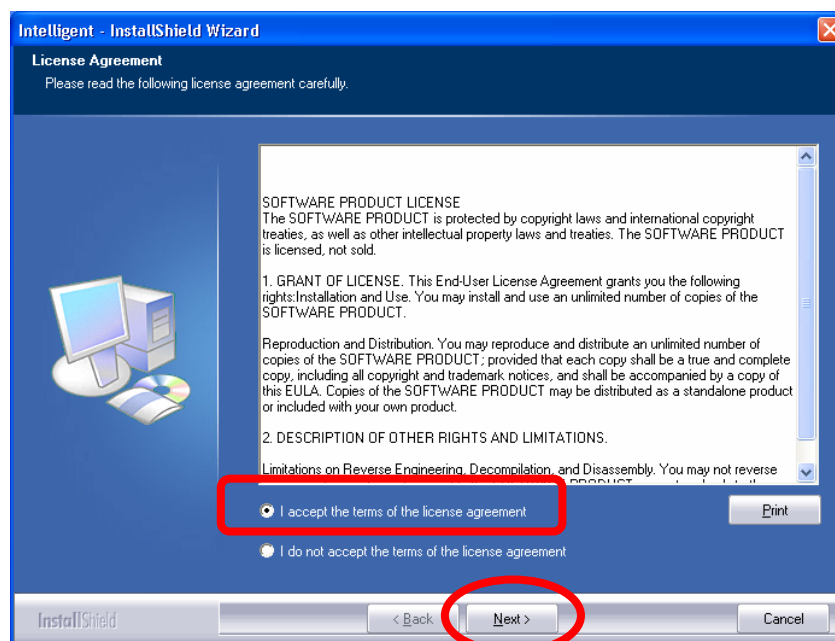 Intelligent - InstallShield Wizard
License Agreement
Please read the following license agreement carefully.
SOFTWARE PRODUCT LICENSE
The SOFTWARE PRODUCT is protected by copyright laws and international copyright
treaties, as well as other intellectual property laws and treaties. The SOFTWARE PRODUCT
is licensed, not sold.
1. GRANT OF LICENSE. This End-User License Agreement grants you the following
rights:Installation and Use. You may install and use an unlimited number of copies of the
SOFTWARE PRODUCT.
Reproduction and Distribution. You may reproduce and distribute an unlimited number of
copies of the SOFTWARE PRODUCT; provided that each copy shall be a true and complete
copy, including all copyright and trademark notices, and shall be accompanied by a copy of
this EULA. Copies of the SOFTWARE PRODUCT may be distributed as a standalone product
or included with your own product.
2. DESCRIPTION OF OTHER RIGHTS AND LIMITATIONS.
Limitations on Reverse Engineering, Decompilation, and Disassembly. You may not reverse
PRODUCT
I accept the terms of the license agreement
Print
I do not accept the terms of the license agreement
InstallShield
< Back
Next >
Cancel